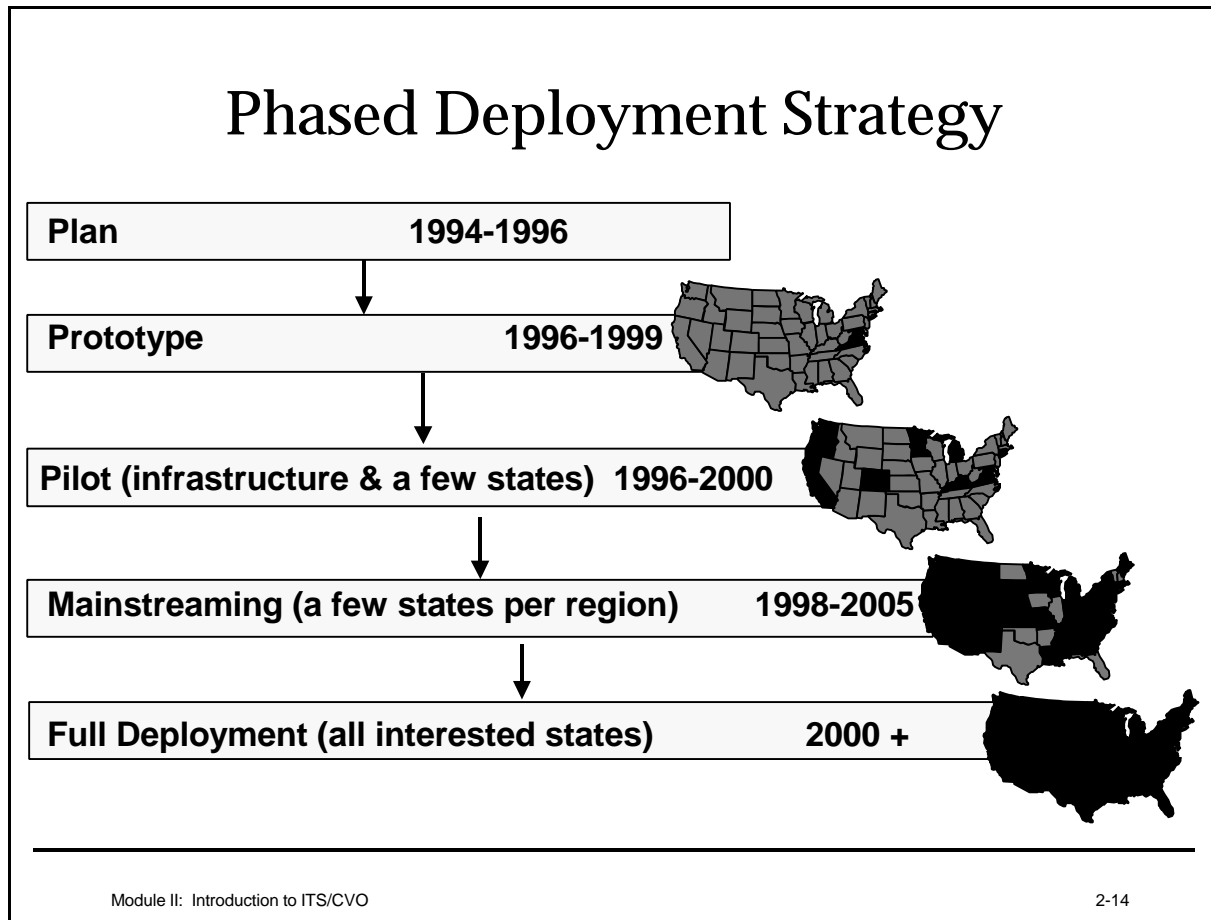 Phased Deployment Strategy
Plan 1994-1996
Prototype 1996-1999
Pilot (infrastructure & a few states) 1996-2000
Mainstreaming (a few states per region) 1998-2005
Full Deployment (all interested states) 2000 +
Module II: Introduction to ITS/CVO 2-14